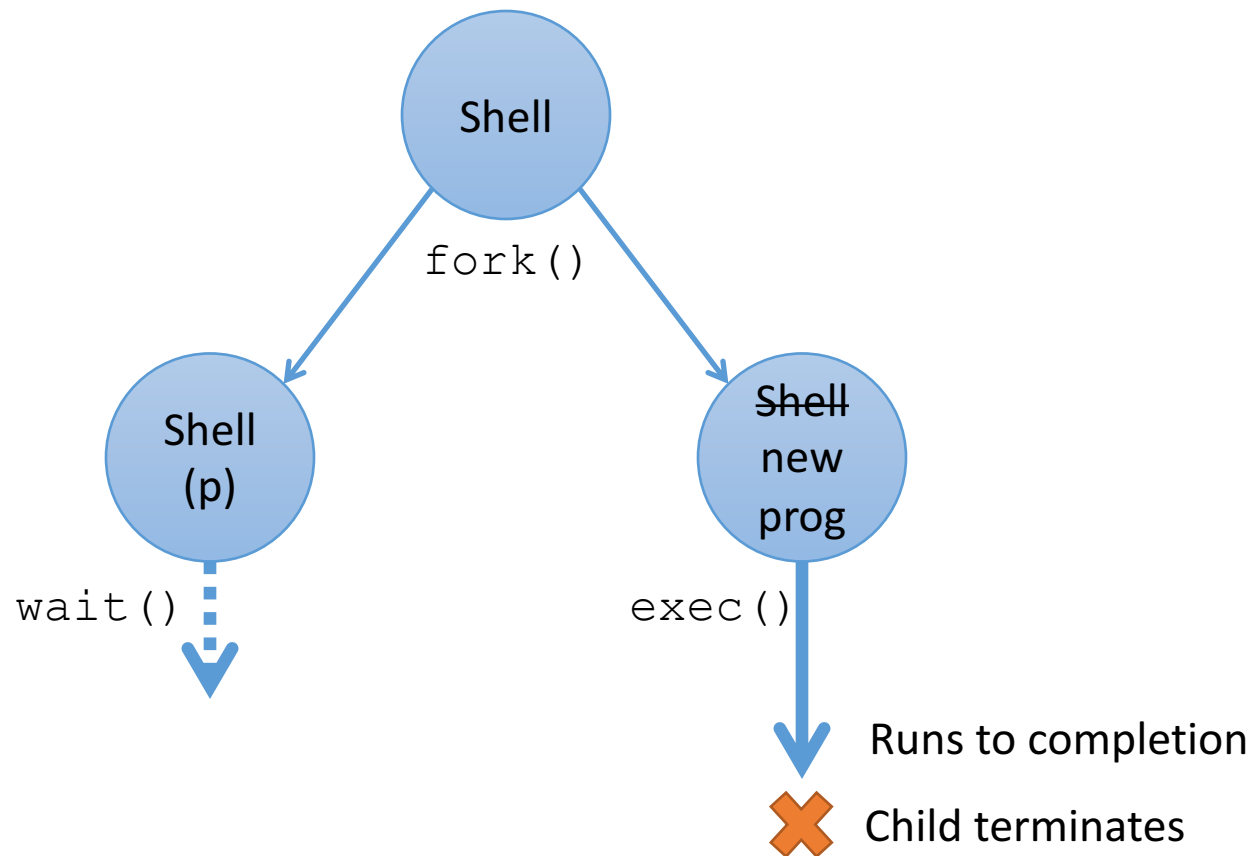 Shell
fork()
Shell
(p)
Shell
new
prog
wait()
exec()
Runs to completion
Child terminates